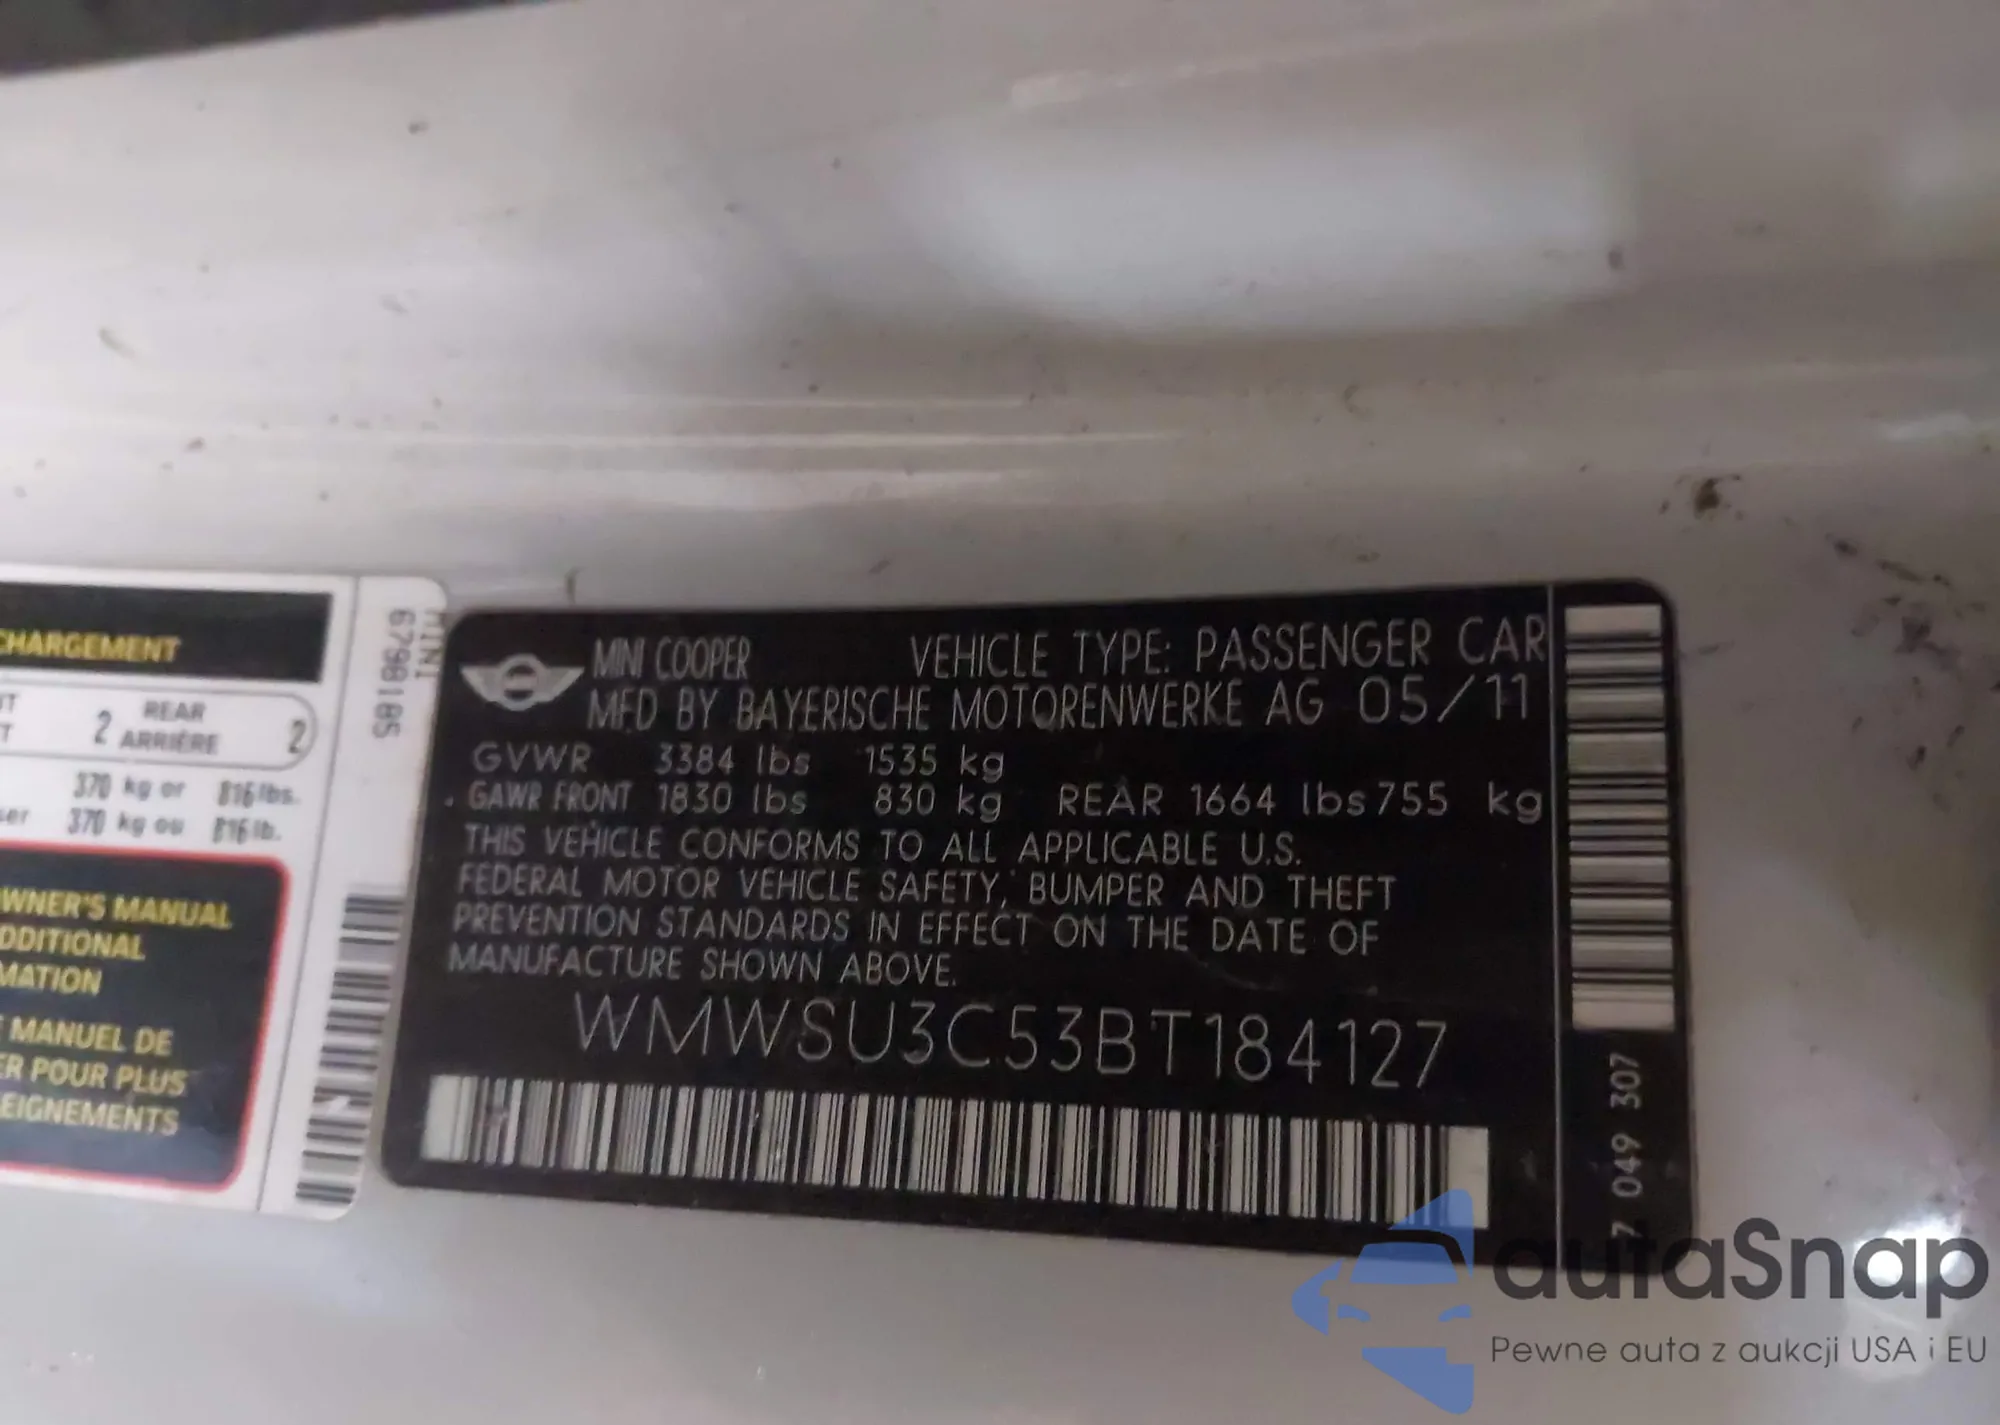 CHARGEMENT
2 REAR
ARRIÈRE 2
370 kg or 816 lbs.
370 kg ou 816 lb.
WNER'S MANUAL
DDITIONAL
MATION
MANUEL DE
ER POUR PLUS
EIGNEMENTS
MINI
6798185
MINI COOPER VEHICLE TYPE: PASSENGER CAR
MFD BY BAYERISCHE MOTORENWERKE AG 05/11
GVWR 3384 lbs 1535 kg
GAWR FRONT 1830 lbs 830 kg REAR 1664 lbs 755 kg
THIS VEHICLE CONFORMS TO ALL APPLICABLE U.S.
FEDERAL MOTOR VEHICLE SAFETY, BUMPER AND THEFT
PREVENTION STANDARDS IN EFFECT ON THE DATE OF
MANUFACTURE SHOWN ABOVE.
WMWSU3C53BT184127
7 049 307
autaSnap
Pewne auta z aukcji USA i EU